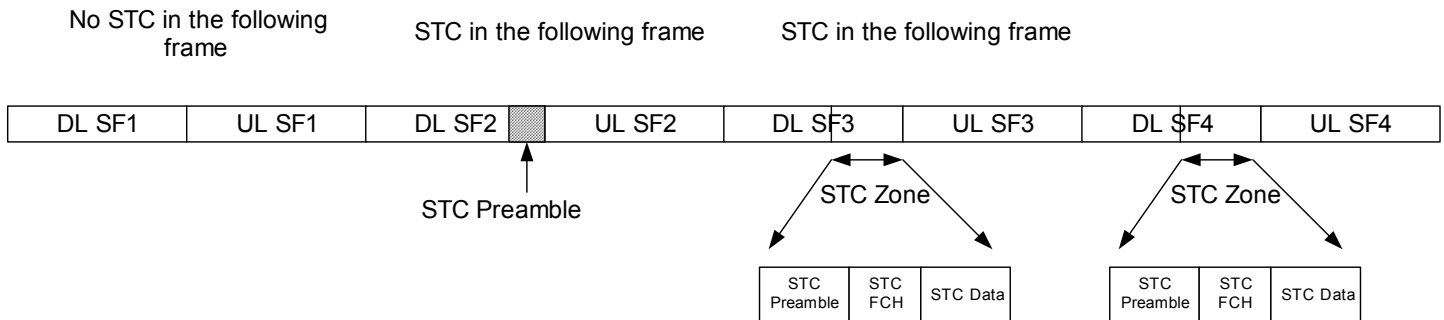 No STC in the following
frame
STC in the following frame
STC in the following frame
DL SF1
UL SF1
DL SF2
UL SF2
DL SF3
UL SF3
DL SF4
UL SF4
STC Preamble
STC Zone
STC Zone
STC
Preamble
STC
FCH
STC Data
STC
Preamble
STC
FCH
STC Data